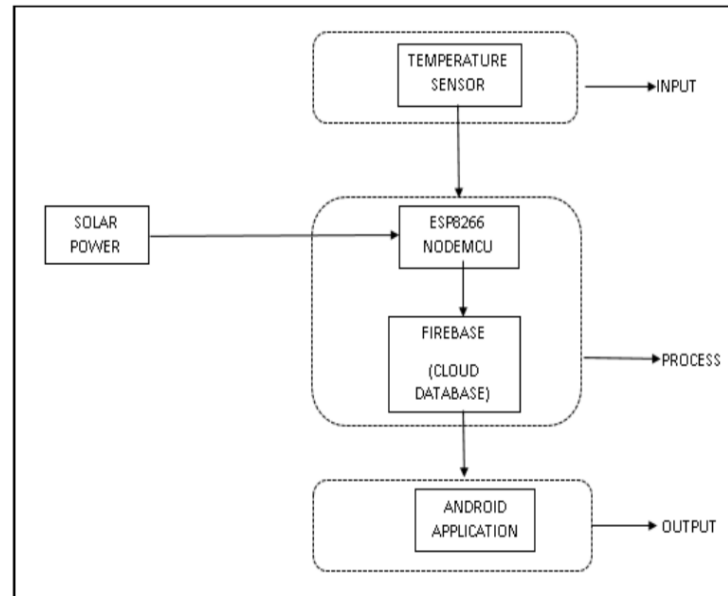 TEMPERATURE
SENSOR
INPUT
SOLAR
POWER
ESP8266
NODEMCU
FIREBASE
(CLOUD
DATABASE)
PROCESS
ANDROID
APPLICATION
OUTPUT